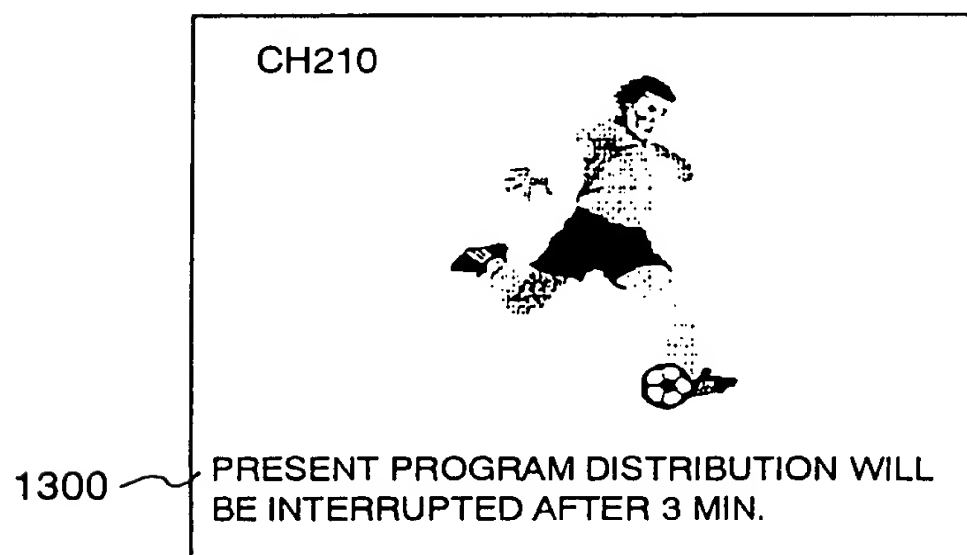 CH210
1300
PRESENT PROGRAM DISTRIBUTION WILL
BE INTERRUPTED AFTER 3 MIN.